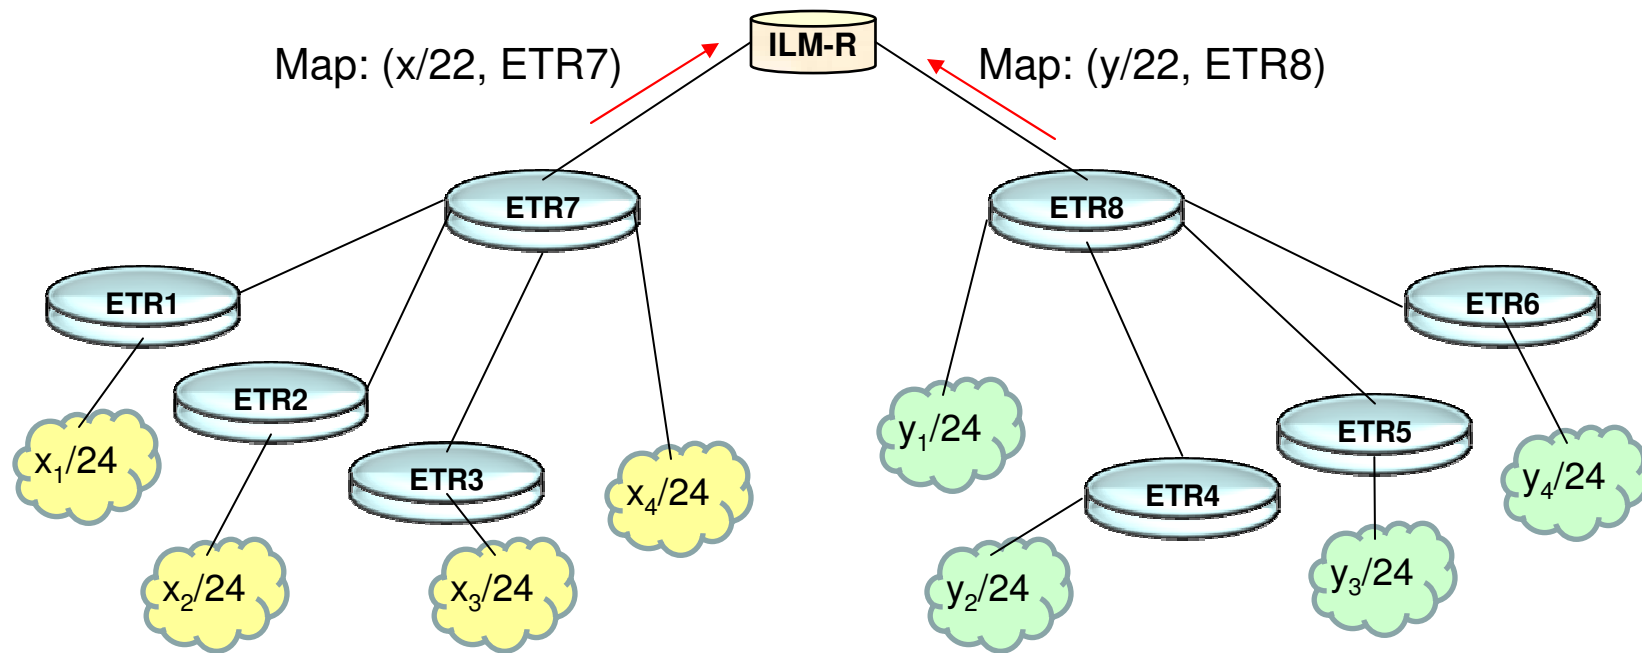 ILM-R
Map: (x/22, ETR7)
Map: (y/22, ETR8)
ETR7
ETR8
ETR1
ETR6
ETR2
ETR5
ETR3
ETR4
x₁/24
x₂/24
x₃/24
x₄/24
y₁/24
y₂/24
y₃/24
y₄/24